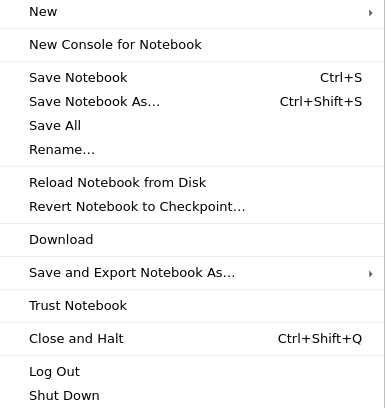 New
New Console for Notebook
Save Notebook Ctrl+S
Save Notebook As… Ctrl+Shift+S
Save All
Rename…
Reload Notebook from Disk
Revert Notebook to Checkpoint…
Download
Save and Export Notebook As…
Trust Notebook
Close and Halt Ctrl+Shift+Q
Log Out
Shut Down